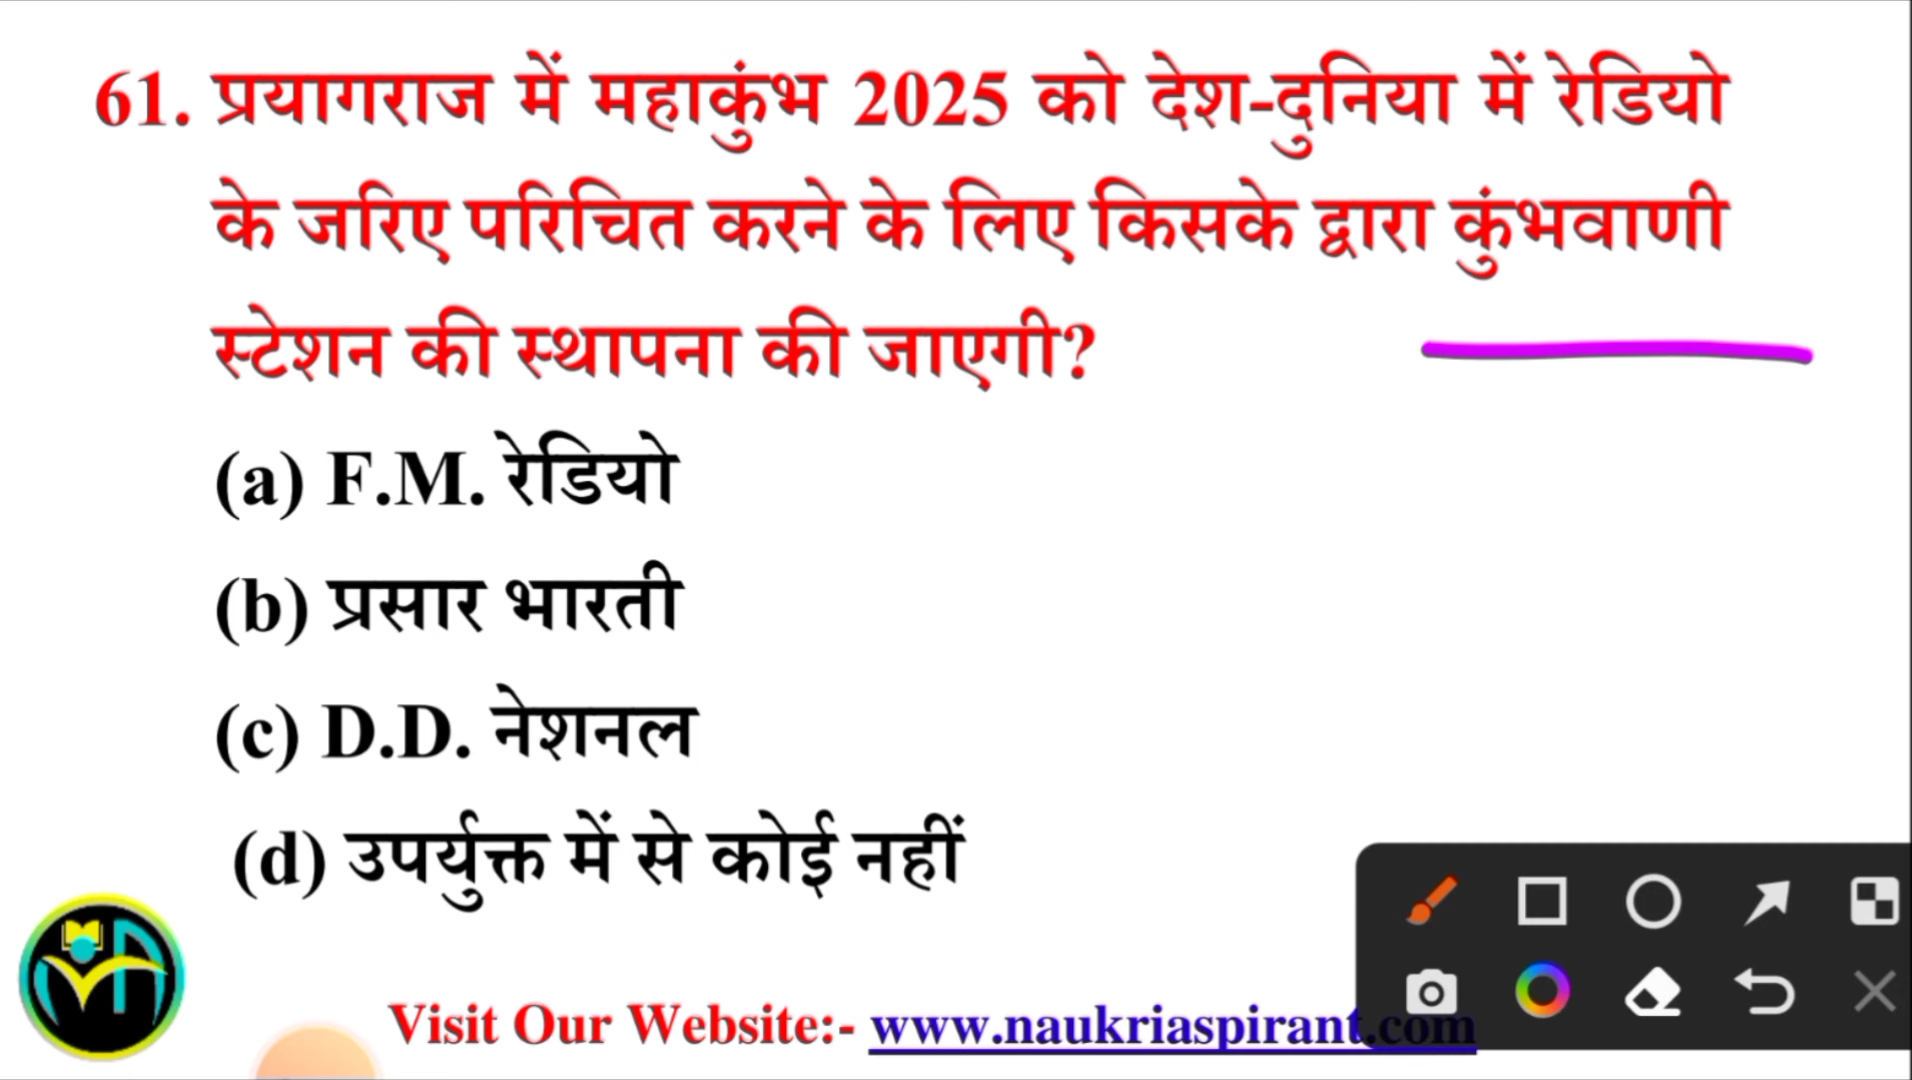 61. प्रयागराज में महाकुंभ 2025 को देश-दुनिया में रेडियो
के जरिए परिचित करने के लिए किसके द्वारा कुंभवाणी
स्टेशन की स्थापना की जाएगी?
(a) F.M. रेडियो
(b) प्रसार भारती
(c) D.D. नेशनल
(d) उपर्युक्त में से कोई नहीं
Visit Our Website:- www.naukriaspirant.com